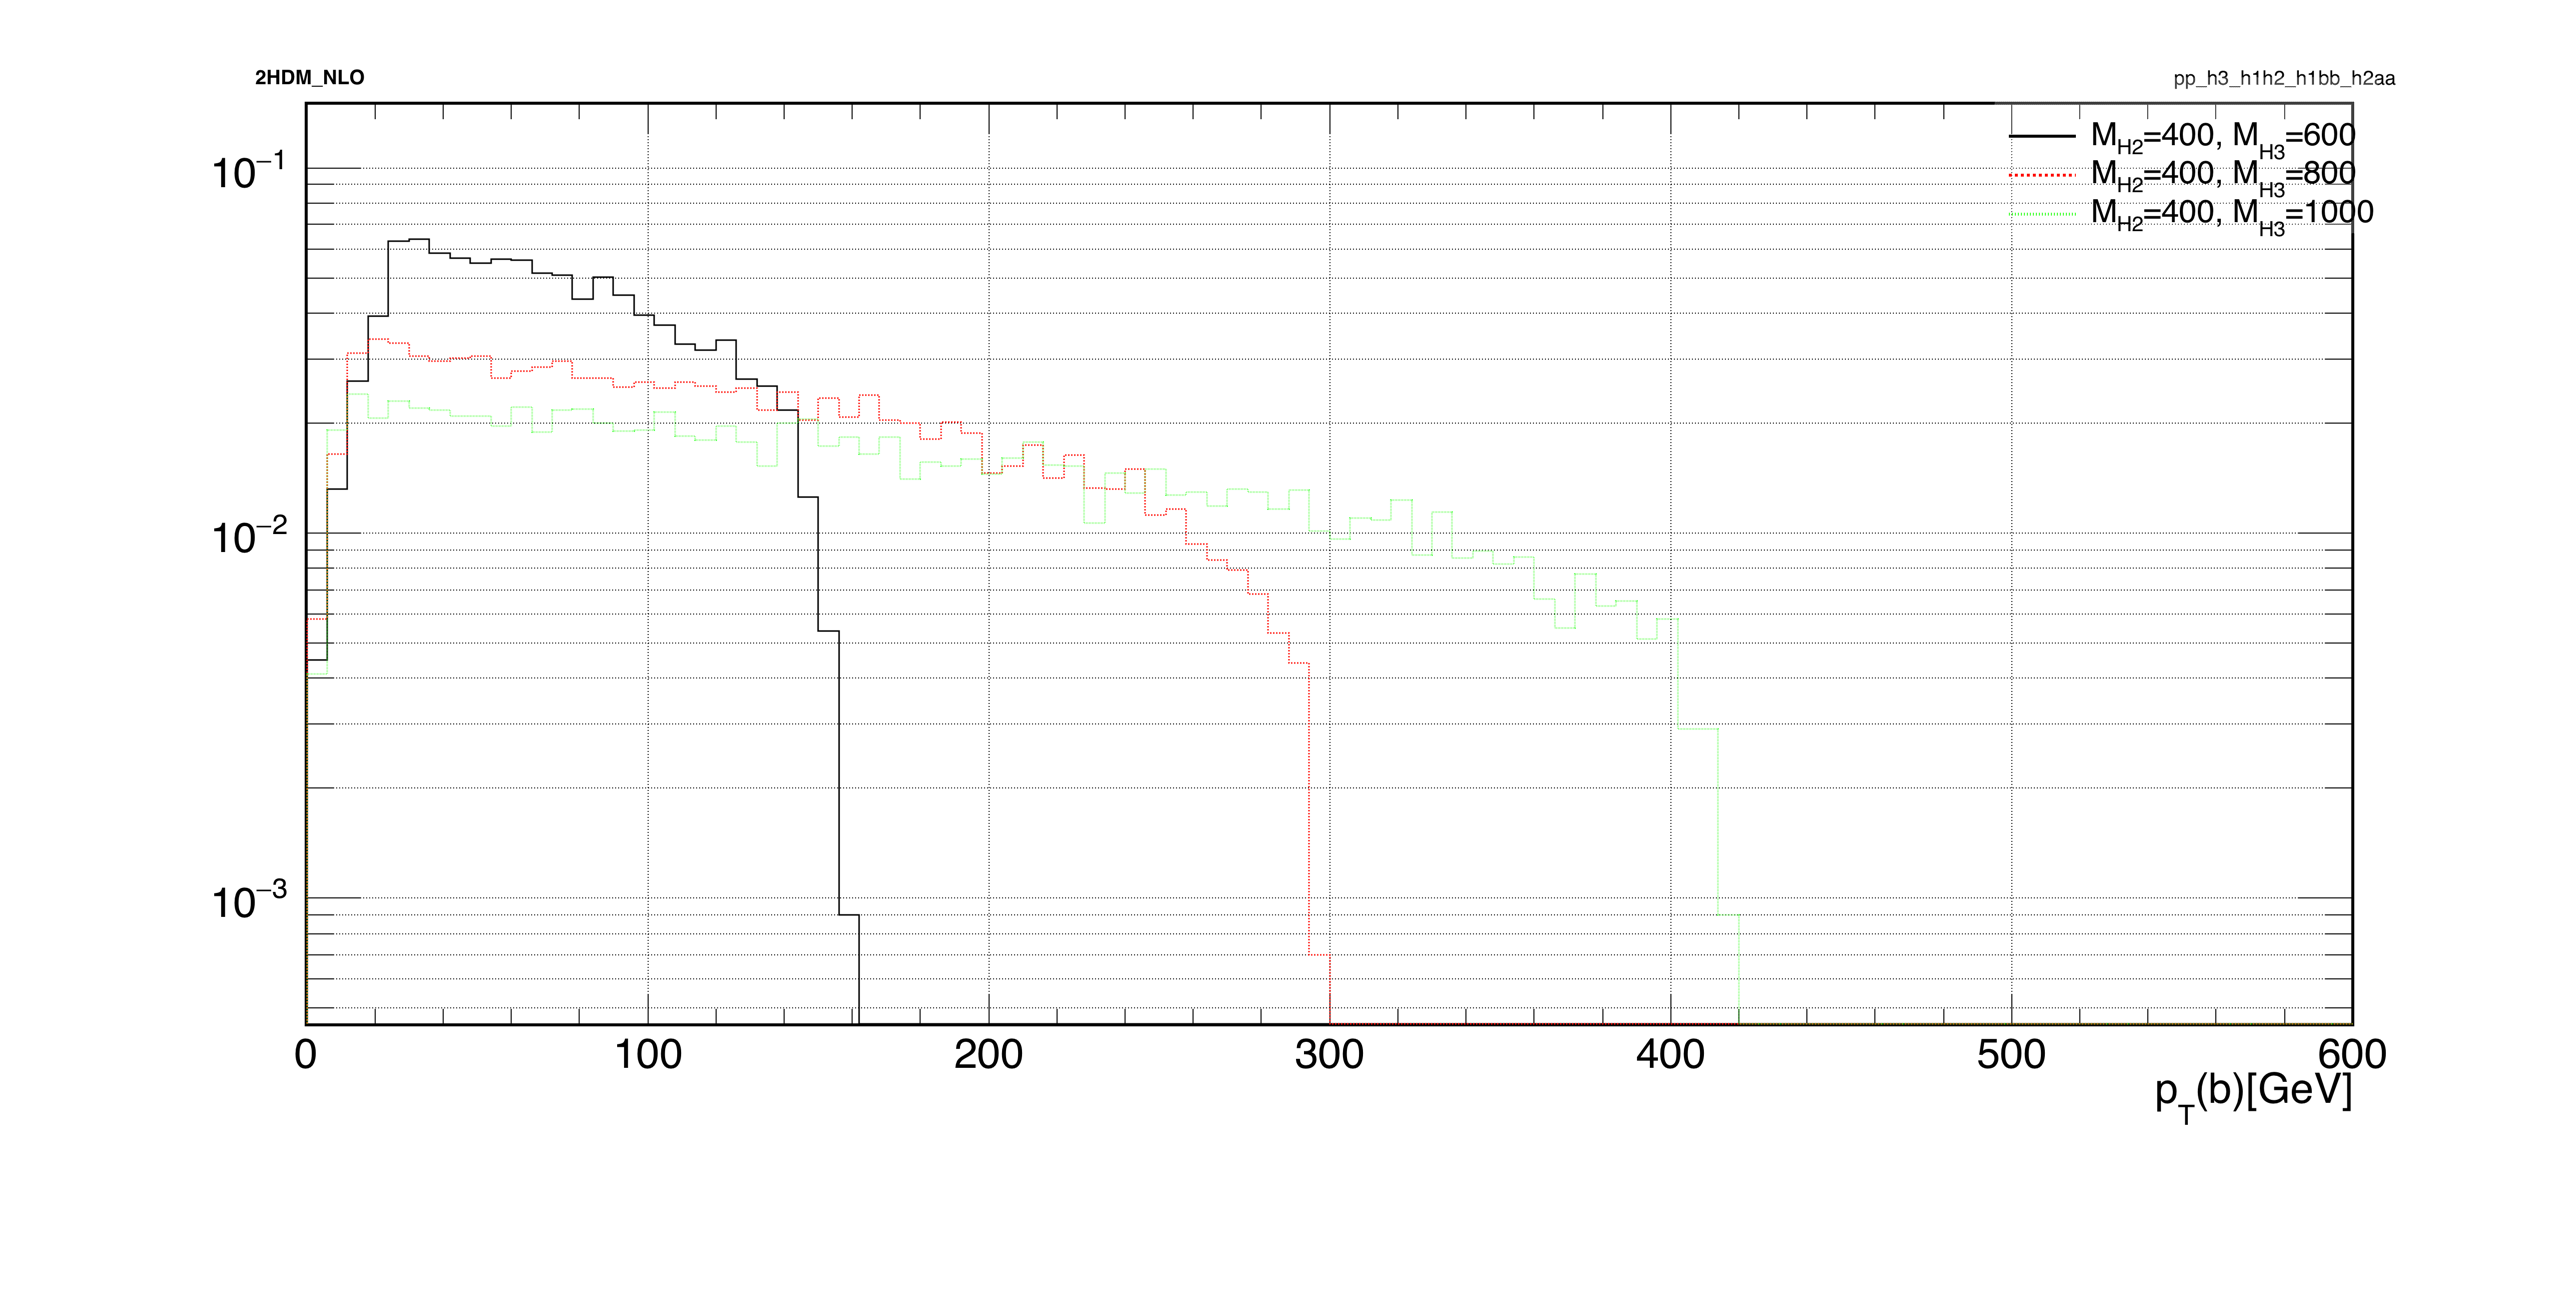 2HDM_NLO
pp_h3_h1h2_h1bb_h2aa
M_H2=400, M_H3=600
M_H2=400, M_H3=800
M_H2=400, M_H3=1000
10⁻¹
10⁻²
10⁻³
0 100 200 300 400 500 600
p_T(b)[GeV]